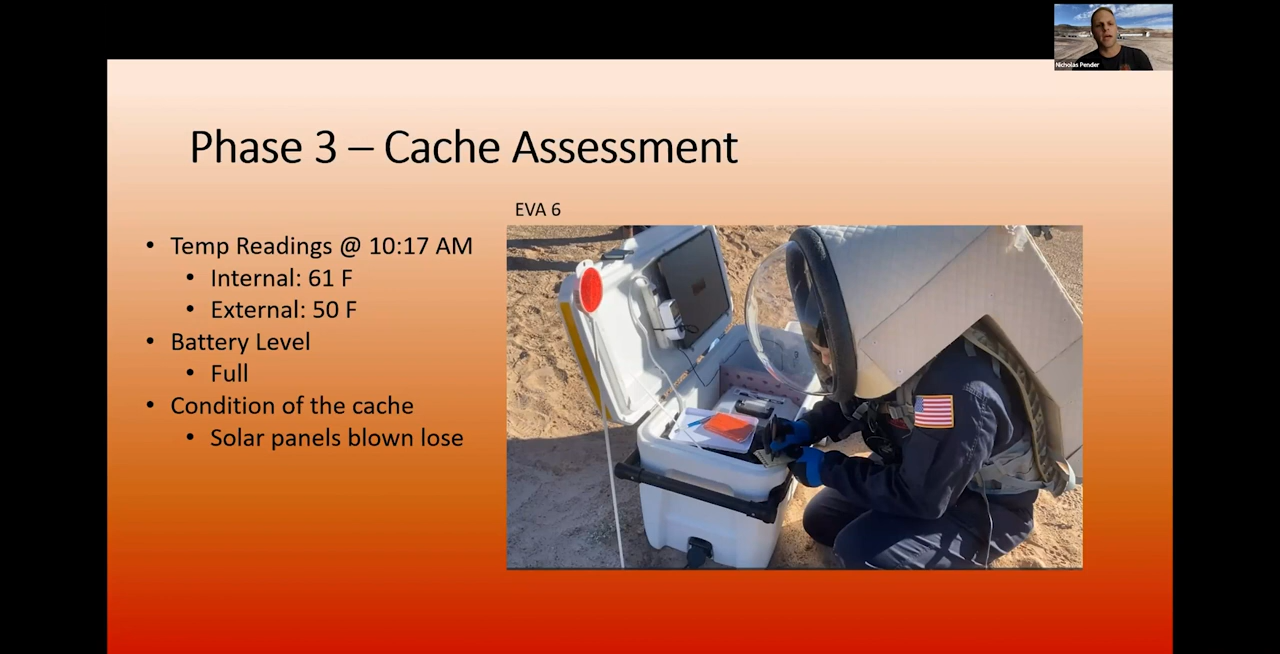 Nicholas Pender
Phase 3 – Cache Assessment
EVA 6
• Temp Readings @ 10:17 AM
• Internal: 61 F
• External: 50 F
• Battery Level
• Full
• Condition of the cache
• Solar panels blown lose